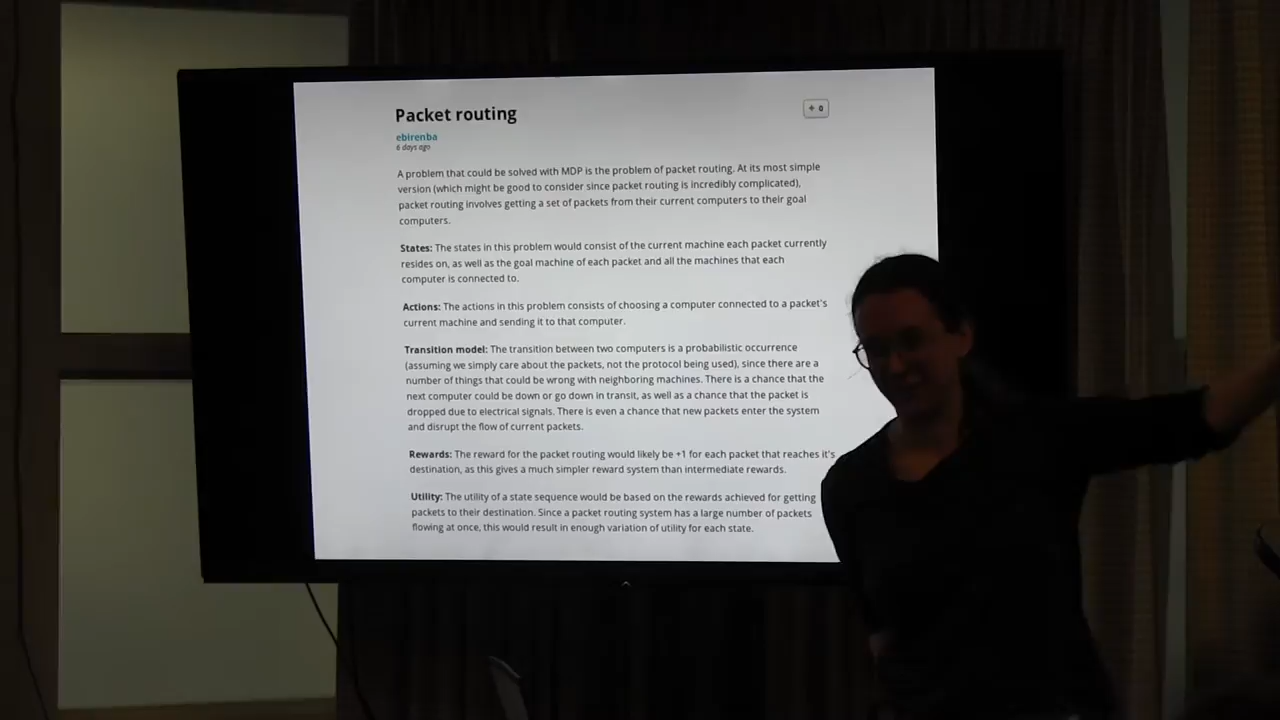 Packet routing
+ 0
ebirenba
6 days ago
A problem that could be solved with MDP is the problem of packet routing. At its most simple
version (which might be good to consider since packet routing is incredibly complicated),
packet routing involves getting a set of packets from their current computers to their goal
computers.
States: The states in this problem would consist of the current machine each packet currently
resides on, as well as the goal machine of each packet and all the machines that each
computer is connected to.
Actions: The actions in this problem consists of choosing a computer connected to a packet's
current machine and sending it to that computer.
Transition model: The transition between two computers is a probabilistic occurrence
(assuming we simply care about the packets, not the protocol being used), since there are a
number of things that could be wrong with neighboring machines. There is a chance that the
next computer could be down or go down in transit, as well as a chance that the packet is
dropped due to electrical signals. There is even a chance that new packets enter the system
and disrupt the flow of current packets.
Rewards: The reward for the packet routing would likely be +1 for each packet that reaches it's
destination, as this gives a much simpler reward system than intermediate rewards.
Utility: The utility of a state sequence would be based on the rewards achieved for getting
packets to their destination. Since a packet routing system has a large number of packets
flowing at once, this would result in enough variation of utility for each state.